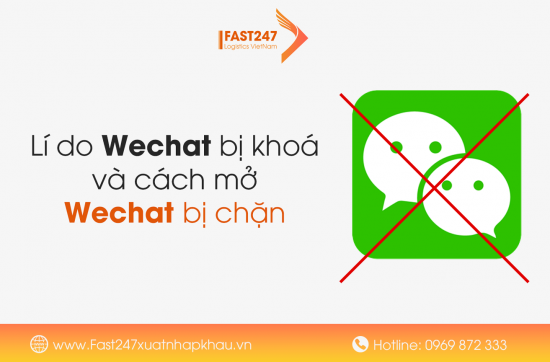 FAST247
Logistics VietNam
Lí do Wechat bị khoá
và cách mở
Wechat bị chặn
www.Fast247xuatnhapkhau.vn
Hotline: 0969 872 333